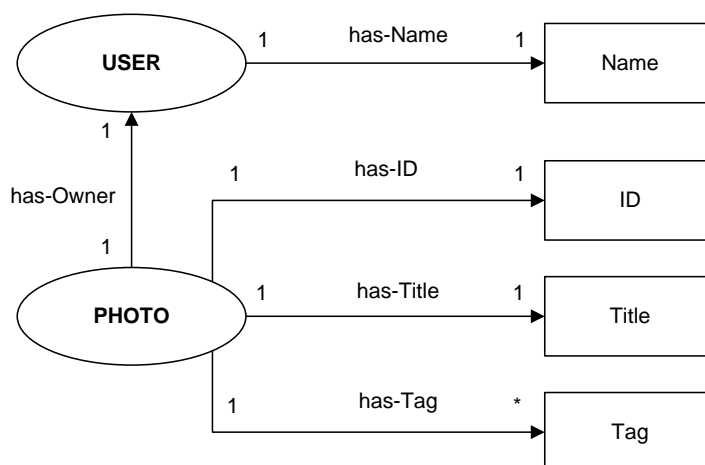 1 has-Name 1
USER Name
1
has-Owner
1
1 has-ID 1
ID
PHOTO
1 has-Title 1
Title
1 has-Tag *
Tag